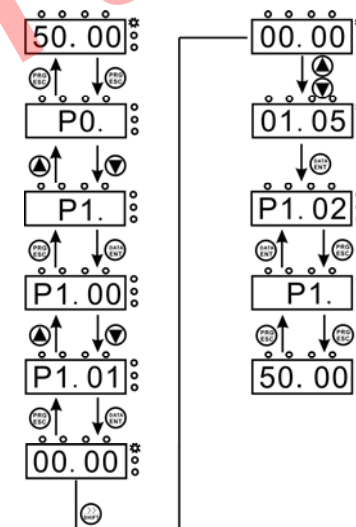 50.00
PRG ESC
PRG ESC
P0.
P1.
PRG ESC
DATA ENT
P1.00
P1.01
PRG ESC
DATA ENT
00.00
>> SHIFT
00.00
01.05
DATA ENT
P1.02
DATA ENT
PRG ESC
P1.
PRG ESC
PRG ESC
50.00